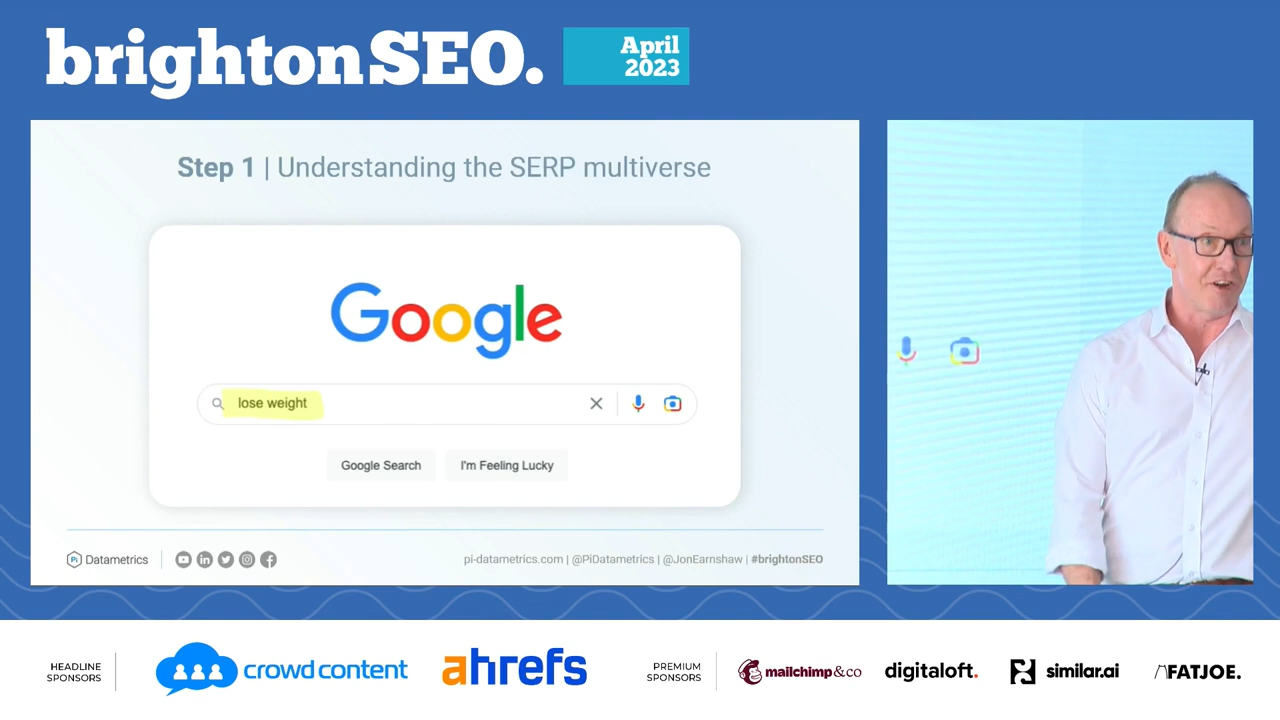 brightonSEO.
April
2023
Step 1 | Understanding the SERP multiverse
Google
lose weight
Google Search
I'm Feeling Lucky
Pi Datametrics
pi-datametrics.com | @PiDatametrics | @JonEarnshaw | #brightonSEO
HEADLINE
SPONSORS
crowd content
ahrefs
PREMIUM
SPONSORS
mailchimp&co
digitaloft.
similar.ai
FATJOE.